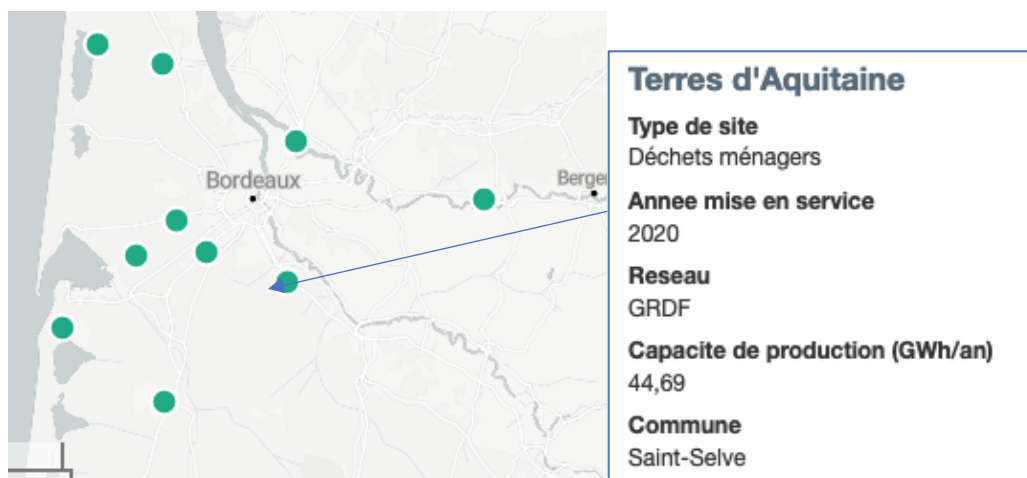 Bordeaux
Berger
Terres d'Aquitaine
Type de site
Déchets ménagers
Annee mise en service
2020
Reseau
GRDF
Capacite de production (GWh/an)
44,69
Commune
Saint-Selve